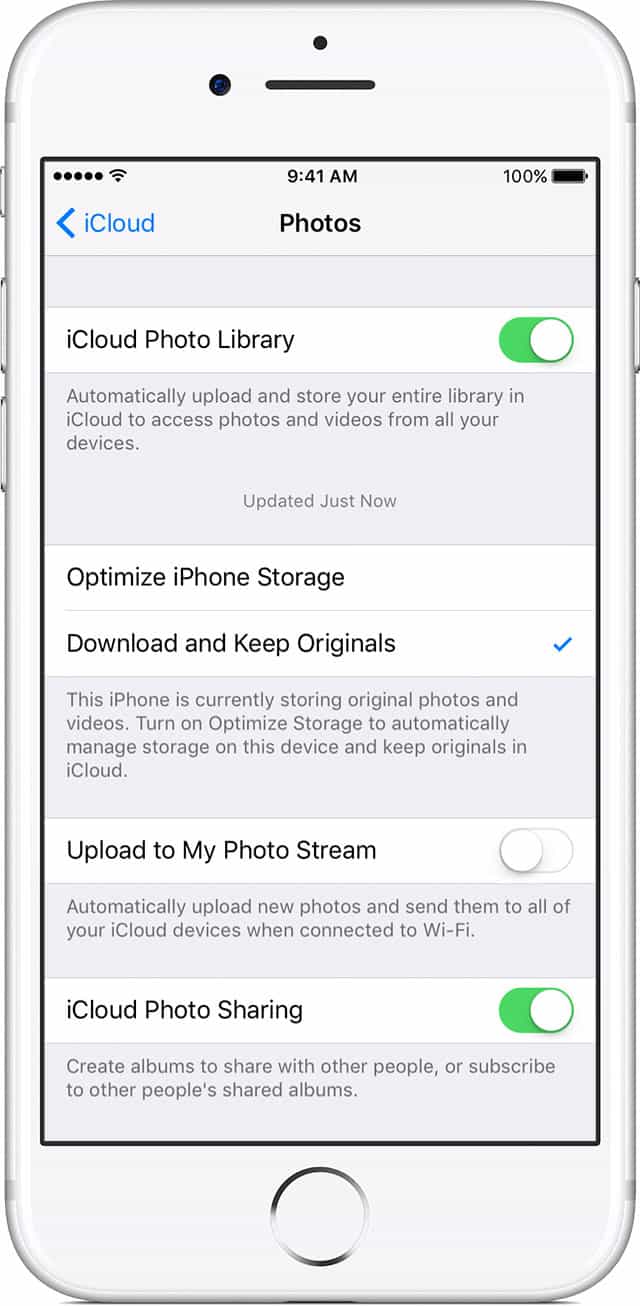 9:41 AM 100%
iCloud Photos
iCloud Photo Library
Automatically upload and store your entire library in
iCloud to access photos and videos from all your
devices.
Updated Just Now
Optimize iPhone Storage
Download and Keep Originals
This iPhone is currently storing original photos and
videos. Turn on Optimize Storage to automatically
manage storage on this device and keep originals in
iCloud.
Upload to My Photo Stream
Automatically upload new photos and send them to all of
your iCloud devices when connected to Wi-Fi.
iCloud Photo Sharing
Create albums to share with other people, or subscribe
to other people's shared albums.